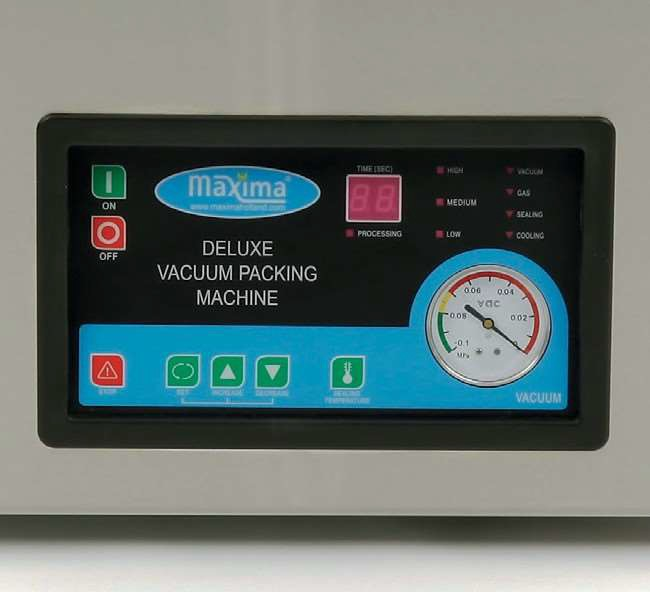 ON
OFF
maxima®
www.maximaholland.com
DELUXE
VACUUM PACKING
MACHINE
TIME (SEC)
88
PROCESSING
HIGH
MEDIUM
LOW
VACUUM
GAS
SEALING
COOLING
0.06
0.04
vac
0.08
0.02
-0.1
0
MPa
STOP
SET
INCREASE
DECREASE
SEALING
TEMPERATURE
VACUUM